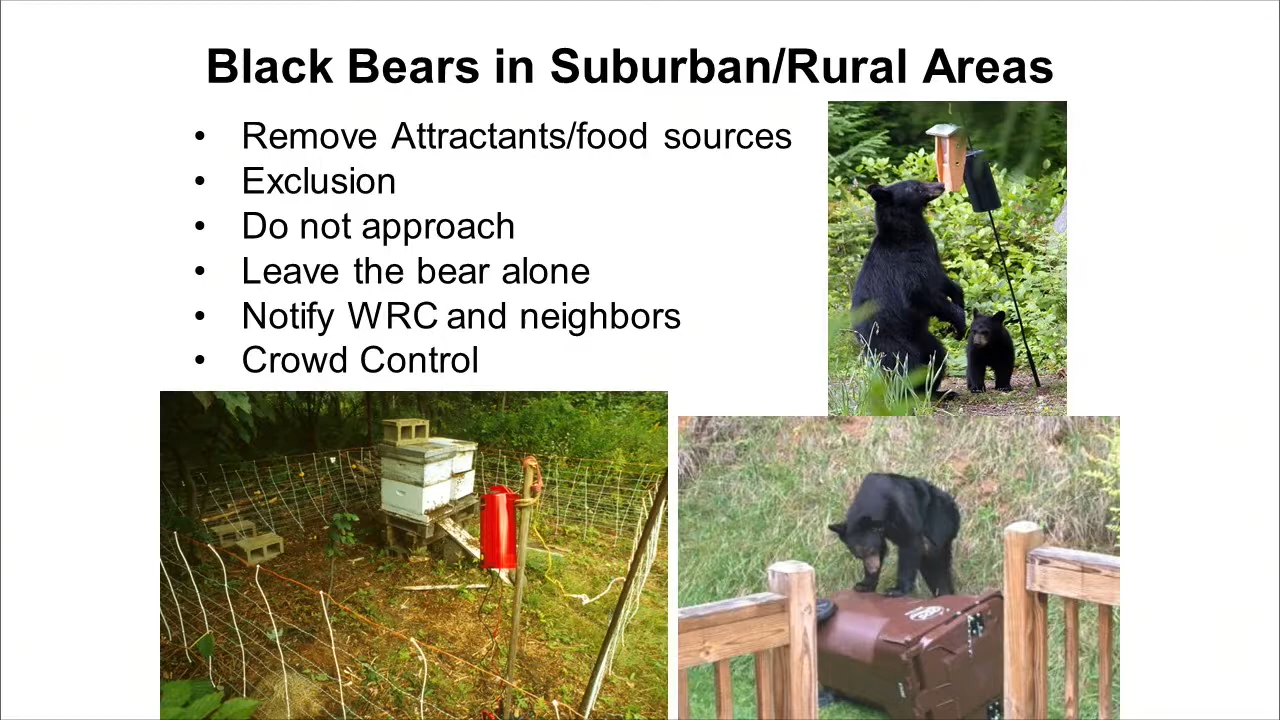 Black Bears in Suburban/Rural Areas
• Remove Attractants/food sources
• Exclusion
• Do not approach
• Leave the bear alone
• Notify WRC and neighbors
• Crowd Control